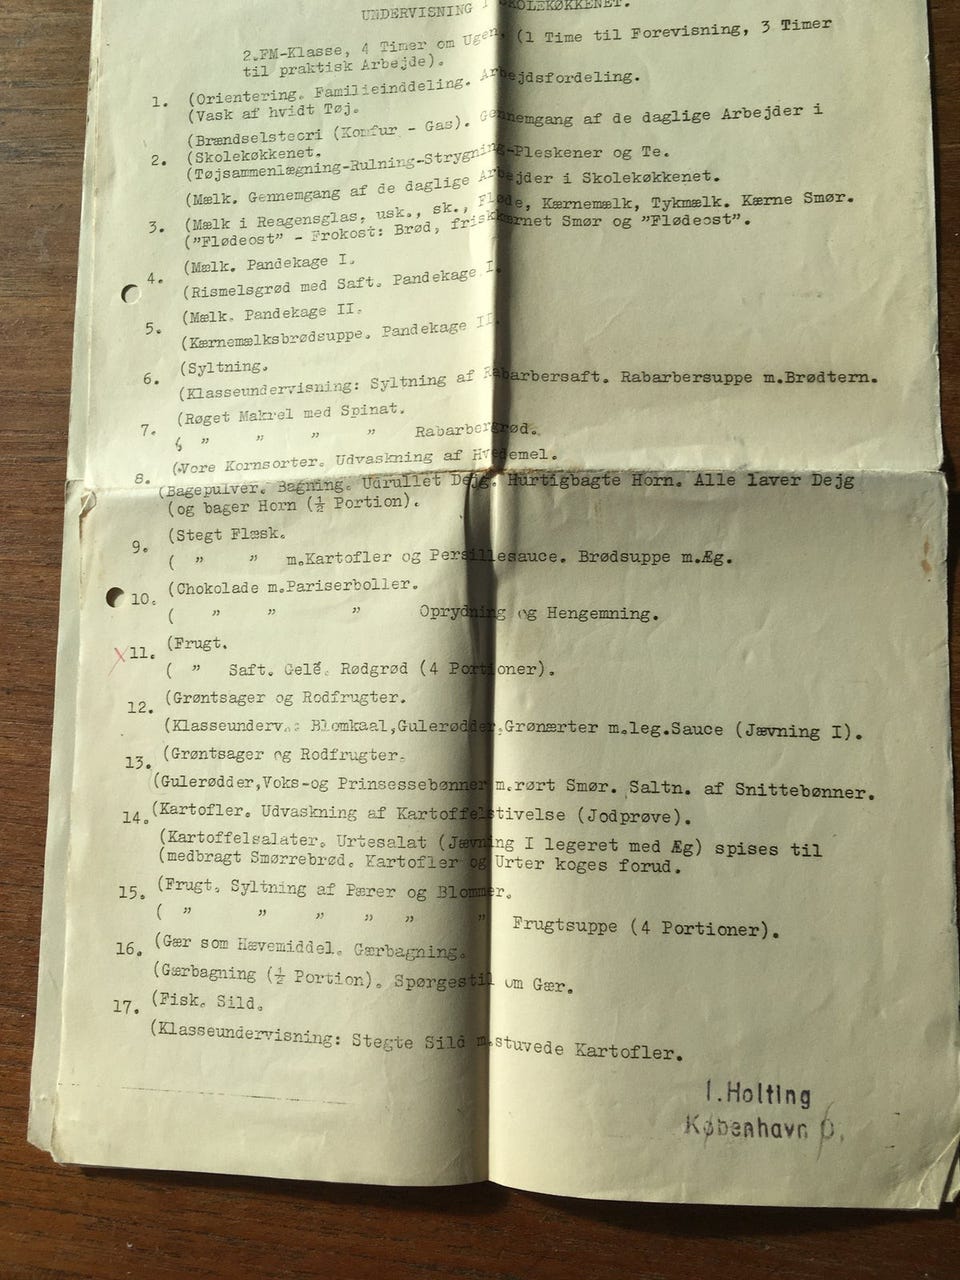 UNDERVISNING I SKOLEKØKKENET.
2.FM-Klasse, 4 Timer om Ugen, (1 Time til Forevisning, 3 Timer
til praktisk Arbejde).
1. (Orientering. Familieinddeling. Arbejdsfordeling.
(Vask af hvidt Tøj.
(Brændselsteori (Komfur - Gas). Gennemgang af de daglige Arbejder i
2. (Skolekøkkenet.
(Tøjsammenlægning-Rulning-Strygning-Pleskener og Te.
(Mælk. Gennemgang af de daglige Arbejder i Skolekøkkenet.
3. (Mælk i Reagensglas, usk., sk., Fløde, Kærnemælk, Tykmælk. Kærne Smør.
("Flødeost" - Frokost: Brød, friskkærnet Smør og "Flødeost".
4. (Mælk. Pandekage I.
(Rismelsgrød med Saft. Pandekage I.
5. (Mælk. Pandekage II.
(Kærnemælksbrødsuppe. Pandekage II.
6. (Syltning.
(Klasseundervisning: Syltning af Rabarbersaft. Rabarbersuppe m.Brødtern.
7. (Røget Makrel med Spinat.
( " " " " Rabarbergrød.
8. (Vore Kornsorter. Udvaskning af Hvedemel.
(Bagepulver. Bagning. Udrullet Dejg. Hurtigbagte Horn. Alle laver Dejg
(og bager Horn (½ Portion).
9. (Stegt Flæsk.
( " " m.Kartofler og Persillesauce. Brødsuppe m.Æg.
10. (Chokolade m.Pariserboller.
( " " " Oprydning og Hengemning.
X 11. (Frugt.
( " Saft. Gelé. Rødgrød (4 Portioner).
12. (Grøntsager og Rodfrugter.
(Klasseunderv.: Blomkaal,Gulerødder,Grønærter m.leg.Sauce (Jævning I).
13. (Grøntsager og Rodfrugter.
(Gulerødder,Voks-og Prinsessebønner m.rørt Smør. Saltn. af Snittebønner.
14. (Kartofler. Udvaskning af Kartoffelstivelse (Jodprøve).
(Kartoffelsalater. Urtesalat (Jævning I legeret med Æg) spises til
(medbragt Smørrebrød. Kartofler og Urter koges forud.
15. (Frugt. Syltning af Pærer og Blommer.
( " " " " " " Frugtsuppe (4 Portioner).
16. (Gær som Hævemiddel. Gærbagning.
(Gærbagning (½ Portion). Spørgestil om Gær.
17. (Fisk. Sild.
(Klasseundervisning: Stegte Sild m.stuvede Kartofler.
I. Holting
København Ø.